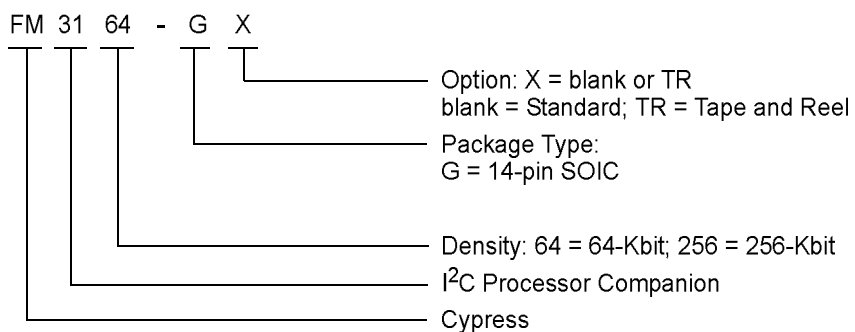 FM 31 64 - G X
Option: X = blank or TR
blank = Standard; TR = Tape and Reel
Package Type:
G = 14-pin SOIC
Density: 64 = 64-Kbit; 256 = 256-Kbit
I²C Processor Companion
Cypress